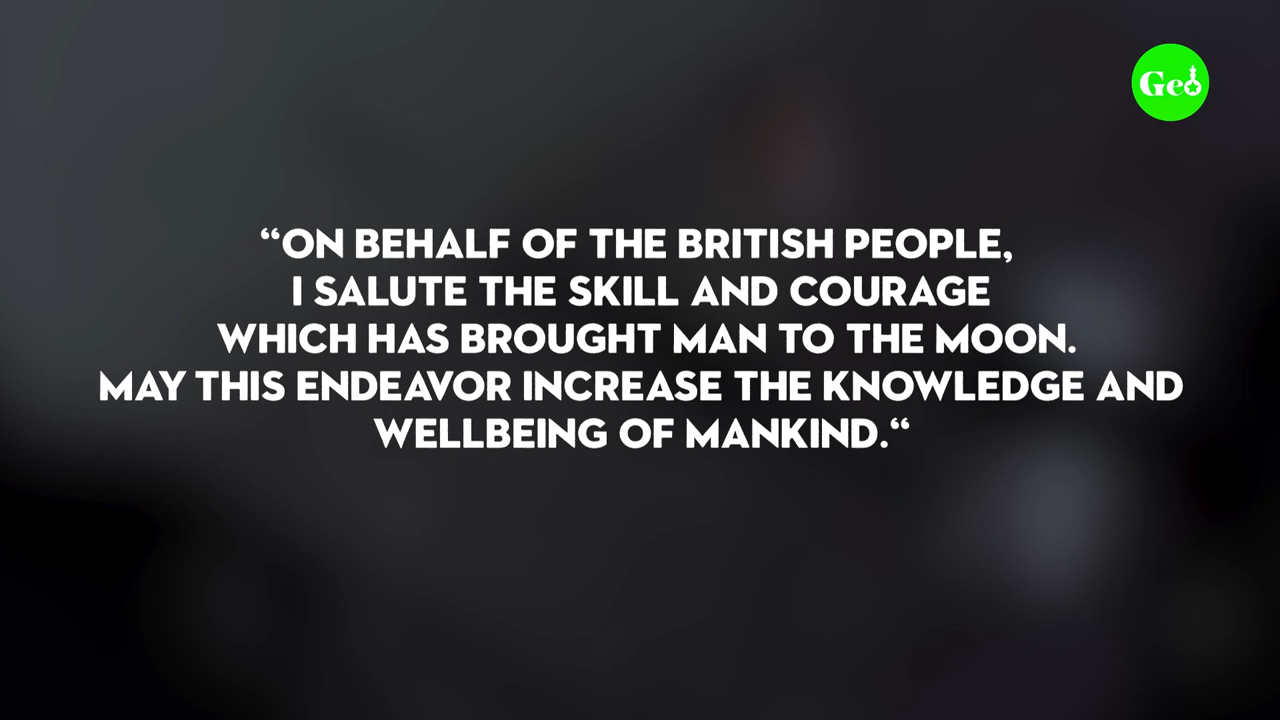 Geo
“ON BEHALF OF THE BRITISH PEOPLE,
I SALUTE THE SKILL AND COURAGE
WHICH HAS BROUGHT MAN TO THE MOON.
MAY THIS ENDEAVOR INCREASE THE KNOWLEDGE AND
WELLBEING OF MANKIND.“